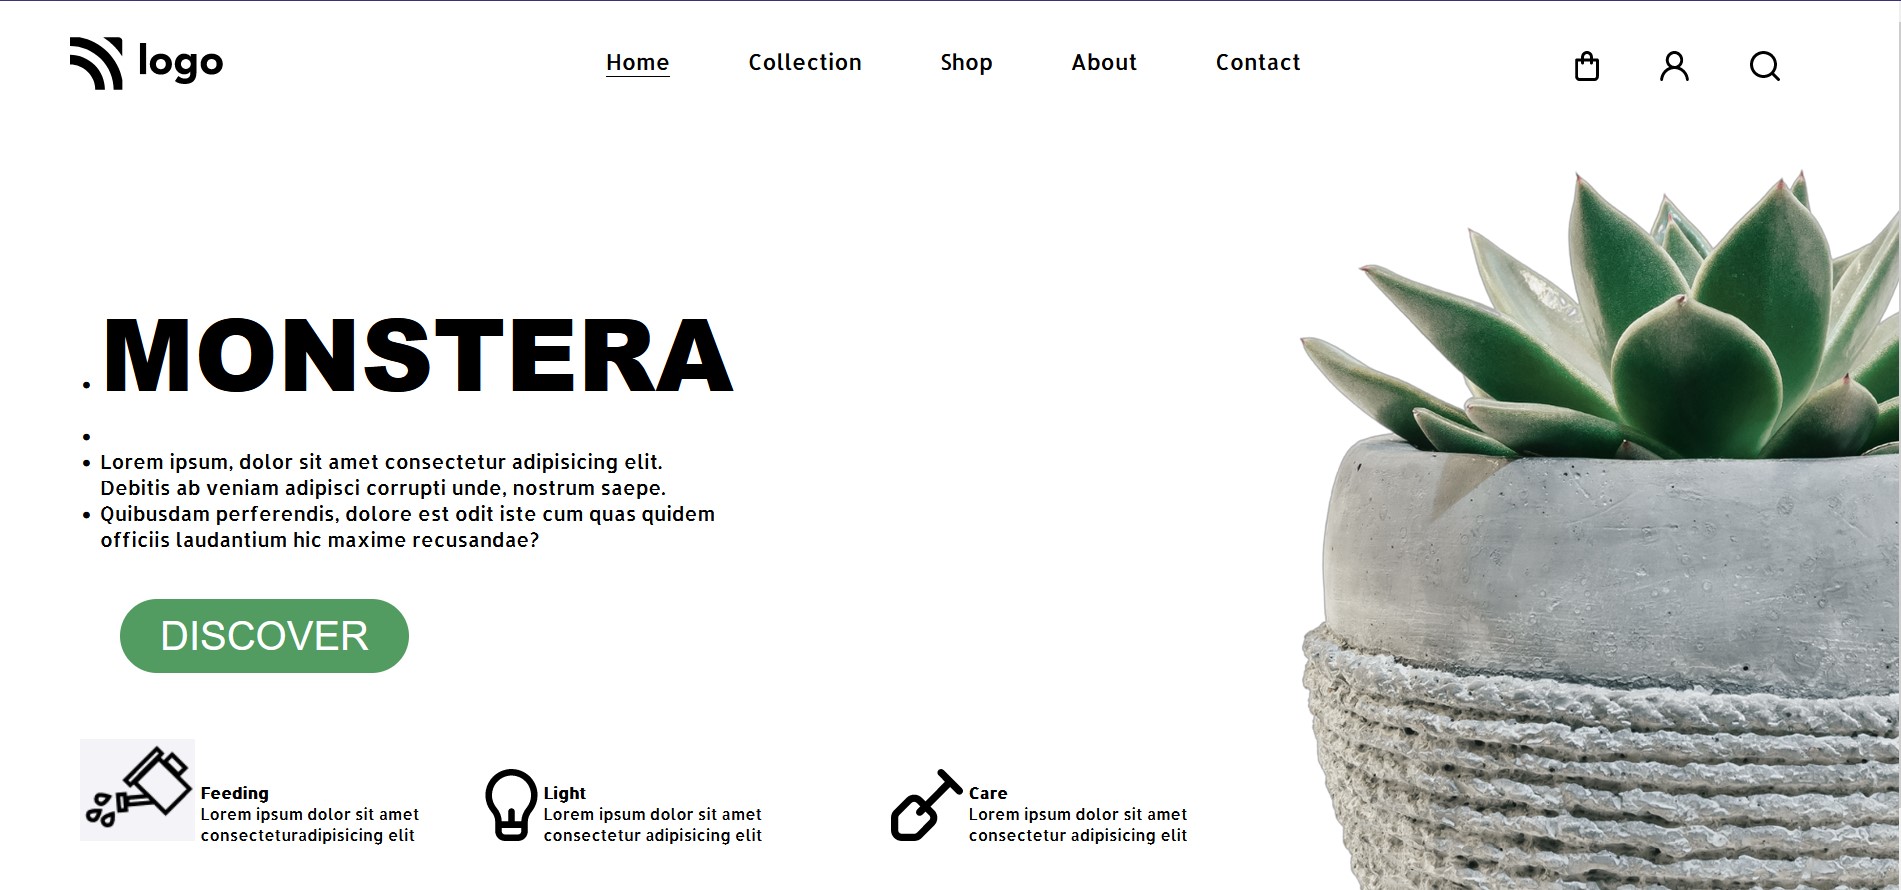 logo
Home Collection Shop About Contact
MONSTERA
Lorem ipsum, dolor sit amet consectetur adipisicing elit.
Debitis ab veniam adipisci corrupti unde, nostrum saepe.
Quibusdam perferendis, dolore est odit iste cum quas quidem
officiis laudantium hic maxime recusandae?
DISCOVER
Feeding
Lorem ipsum dolor sit amet
consecteturadipisicing elit
Light
Lorem ipsum dolor sit amet
consectetur adipisicing elit
Care
Lorem ipsum dolor sit amet
consectetur adipisicing elit